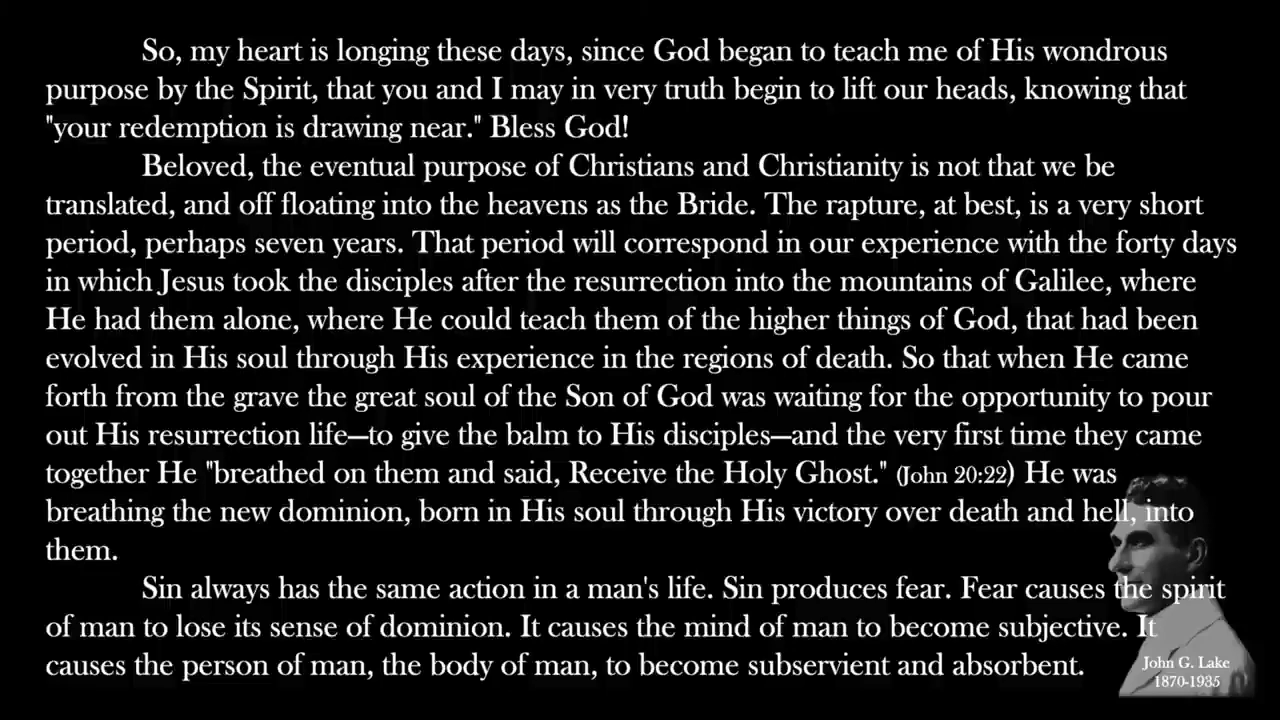 So, my heart is longing these days, since God began to teach me of His wondrous
purpose by the Spirit, that you and I may in very truth begin to lift our heads, knowing that
"your redemption is drawing near." Bless God!
Beloved, the eventual purpose of Christians and Christianity is not that we be
translated, and off floating into the heavens as the Bride. The rapture, at best, is a very short
period, perhaps seven years. That period will correspond in our experience with the forty days
in which Jesus took the disciples after the resurrection into the mountains of Galilee, where
He had them alone, where He could teach them of the higher things of God, that had been
evolved in His soul through His experience in the regions of death. So that when He came
forth from the grave the great soul of the Son of God was waiting for the opportunity to pour
out His resurrection life—to give the balm to His disciples—and the very first time they came
together He "breathed on them and said, Receive the Holy Ghost." (John 20:22) He was
breathing the new dominion, born in His soul through His victory over death and hell, into
them.
Sin always has the same action in a man's life. Sin produces fear. Fear causes the spirit
of man to lose its sense of dominion. It causes the mind of man to become subjective. It
causes the person of man, the body of man, to become subservient and absorbent.
John G. Lake
1870-1935